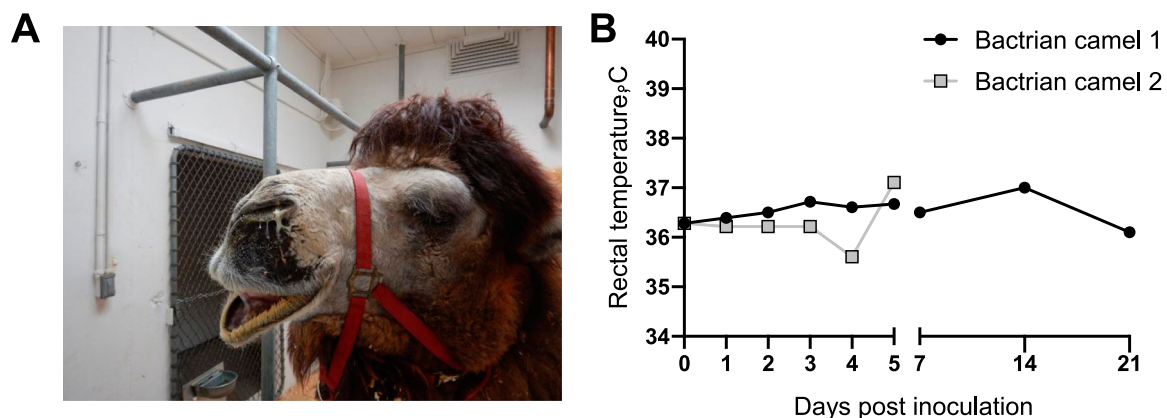 A
B
Bactrian camel 1
Bactrian camel 2
Rectal temperature,ºC
40
39
38
37
36
35
34
0 1 2 3 4 5 7 14 21
Days post inoculation